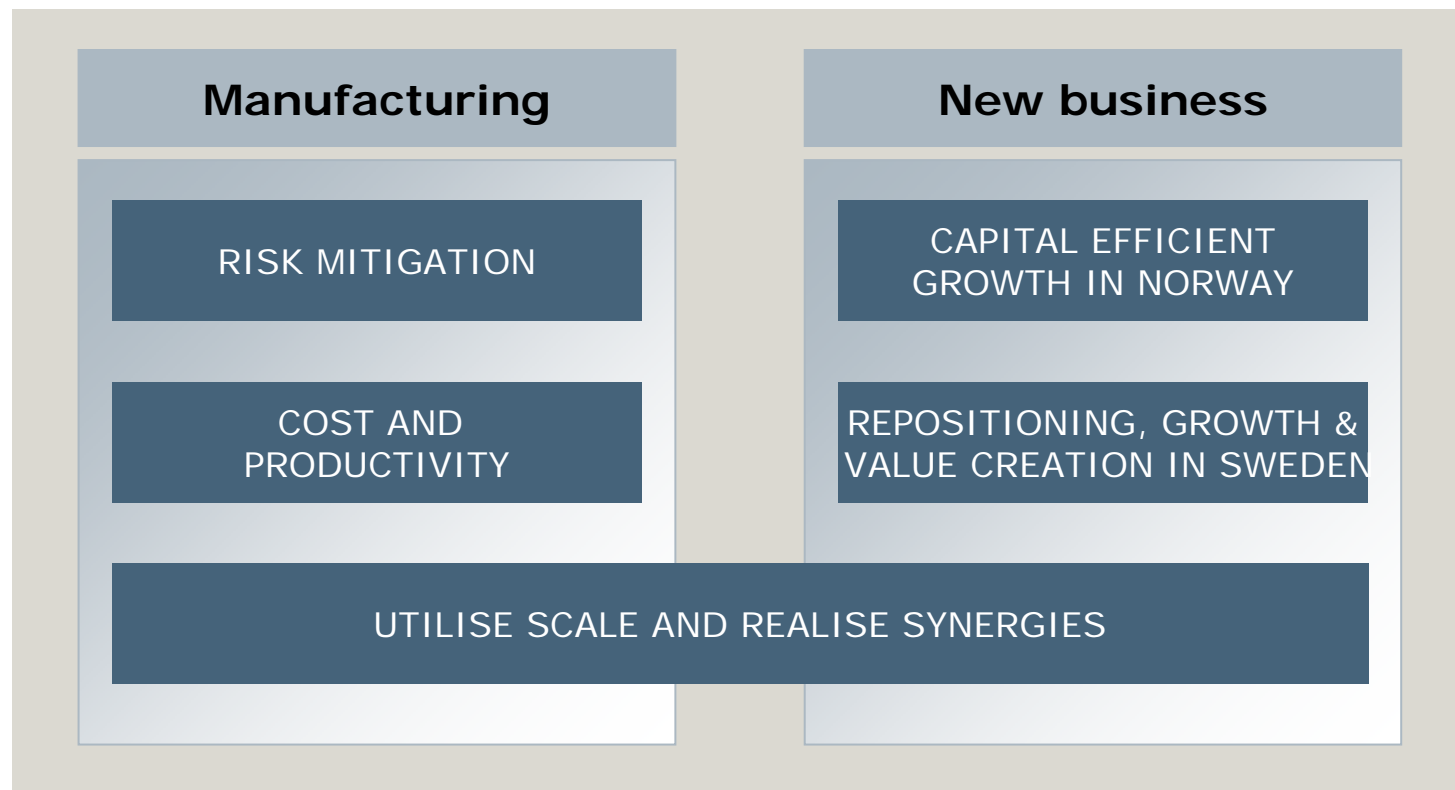 Manufacturing
RISK MITIGATION
COST AND
PRODUCTIVITY
New business
CAPITAL EFFICIENT
GROWTH IN NORWAY
REPOSITIONING, GROWTH &
VALUE CREATION IN SWEDEN
UTILISE SCALE AND REALISE SYNERGIES